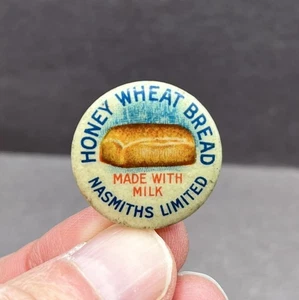 HONEY WHEAT BREAD
MADE WITH
MILK
NASMITHS LIMITED